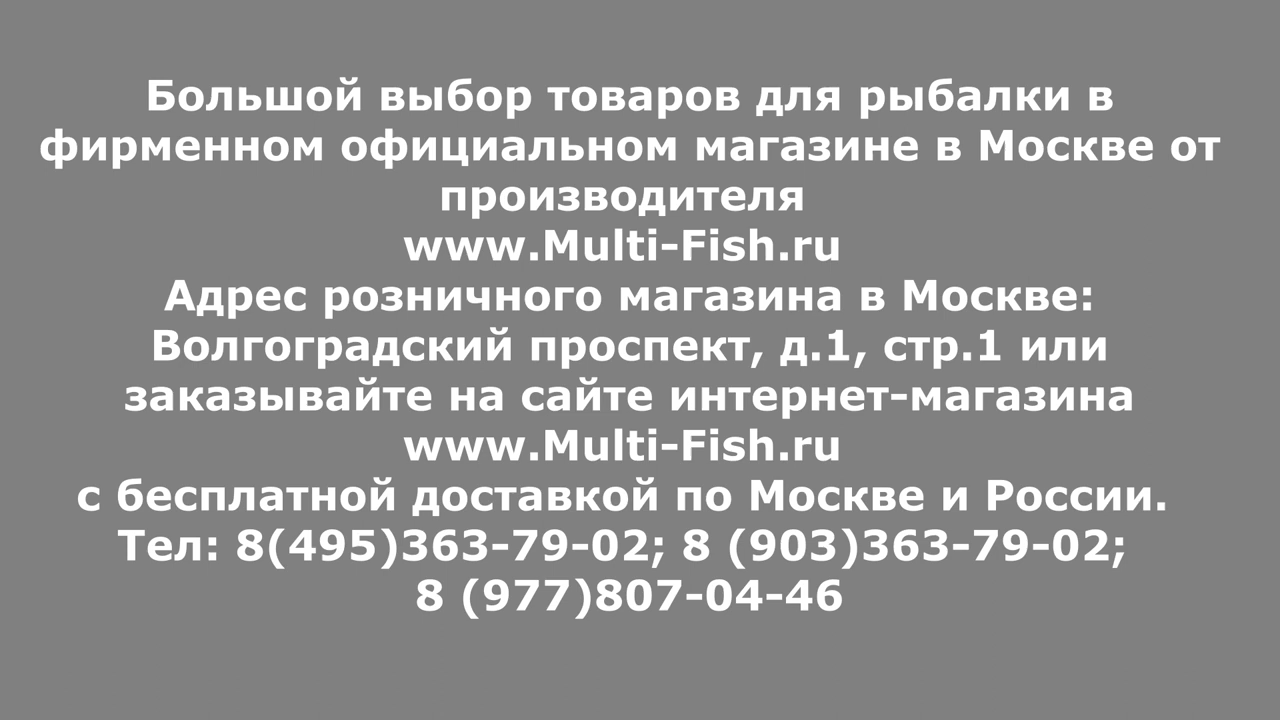 Большой выбор товаров для рыбалки в
фирменном официальном магазине в Москве от
производителя
www.Multi-Fish.ru
Адрес розничного магазина в Москве:
Волгоградский проспект, д.1, стр.1 или
заказывайте на сайте интернет-магазина
www.Multi-Fish.ru
с бесплатной доставкой по Москве и России.
Тел: 8(495)363-79-02; 8 (903)363-79-02;
8 (977)807-04-46